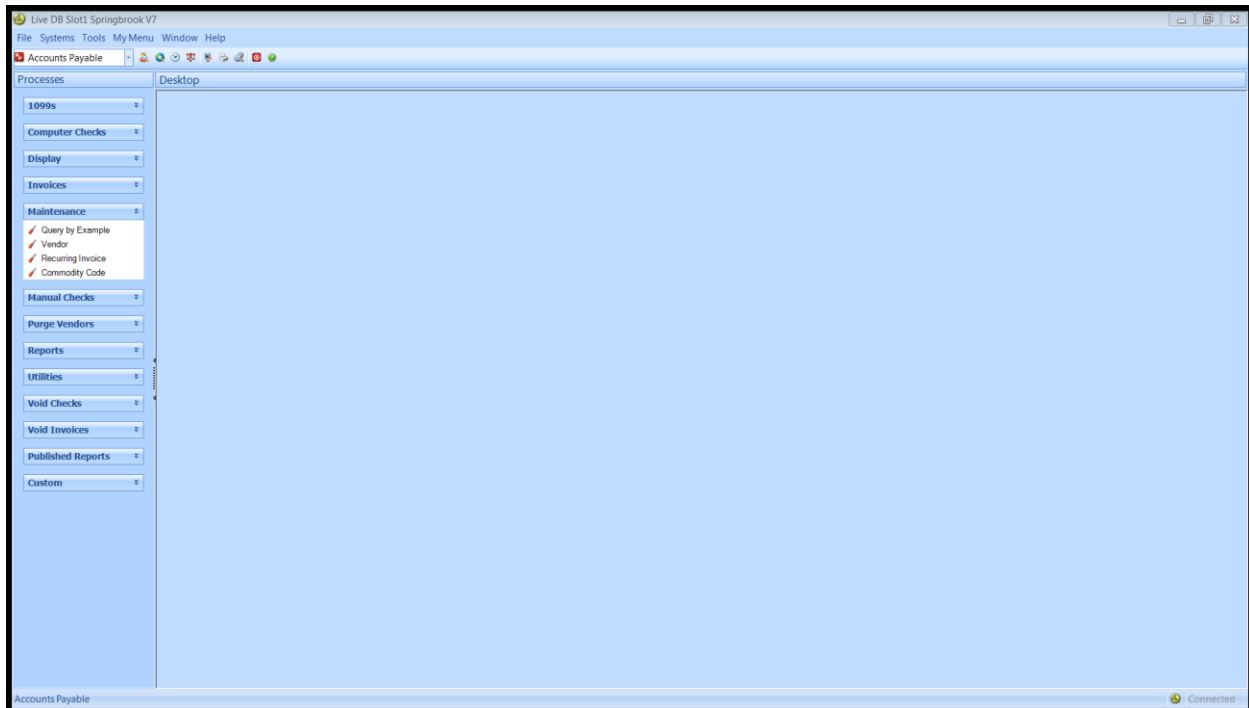 Live DB Slot1 Springbrook V7
File Systems Tools My Menu Window Help
Accounts Payable
Processes
Desktop
1099s
Computer Checks
Display
Invoices
Maintenance
Query by Example
Vendor
Recurring Invoice
Commodity Code
Manual Checks
Purge Vendors
Reports
Utilities
Void Checks
Void Invoices
Published Reports
Custom
Accounts Payable
Connected